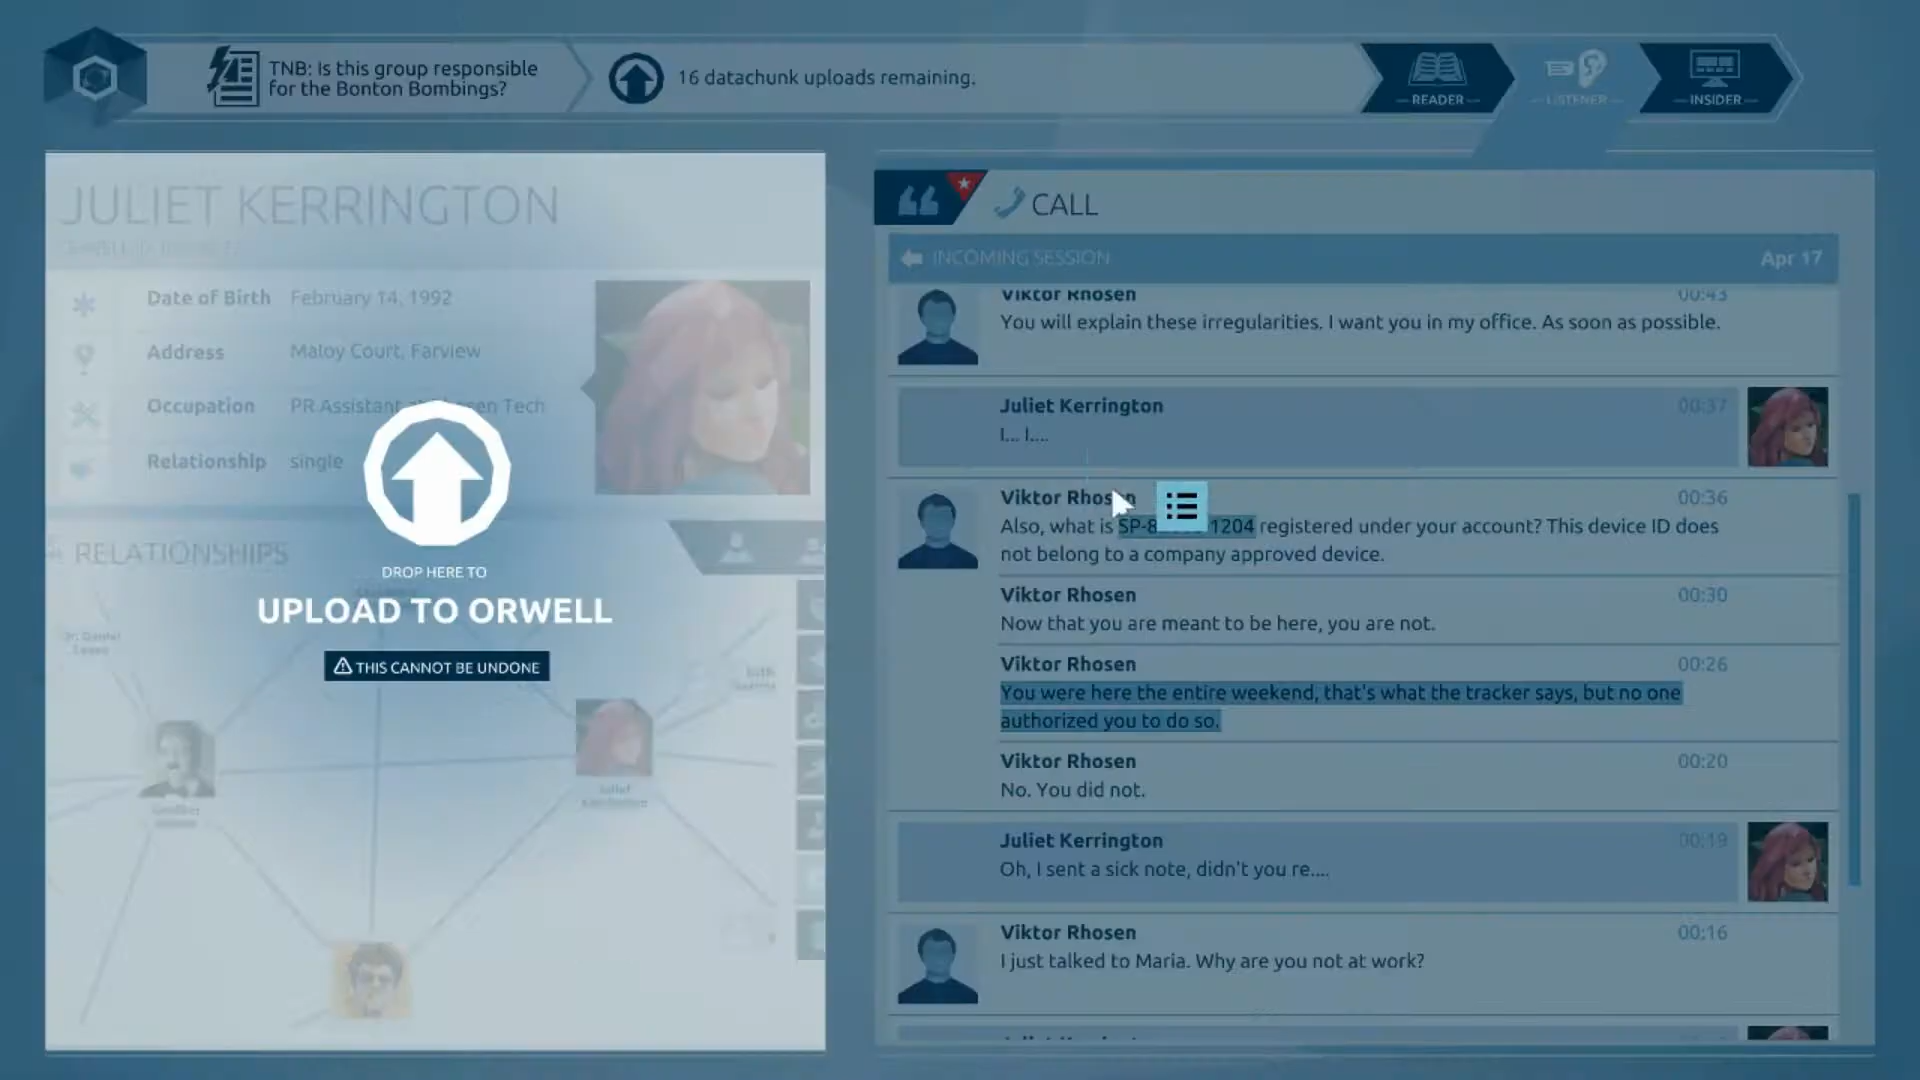 TNB: Is this group responsible
for the Bonton Bombings?
16 datachunk uploads remaining.
READER
LISTENER
INSIDER
JULIET KERRINGTON
Date of Birth February 14, 1992
Address Maloy Court, Farview
Occupation PR Assistant Tech
Relationship single
RELATIONSHIPS
DROP HERE TO
UPLOAD TO ORWELL
THIS CANNOT BE UNDONE
Juliet
Kerrington
CALL
INCOMING SESSION Apr 17
Viktor Rhosen 00:43
You will explain these irregularities. I want you in my office. As soon as possible.
Juliet Kerrington 00:37
I... I....
Viktor Rhosen 00:36
Also, what is 1204 registered under your account? This device ID does
not belong to a company approved device.
Viktor Rhosen 00:30
Now that you are meant to be here, you are not.
Viktor Rhosen 00:26
You were here the entire weekend, that's what the tracker says, but no one
authorized you to do so.
Viktor Rhosen 00:20
No. You did not.
Juliet Kerrington 00:19
Oh, I sent a sick note, didn't you re....
Viktor Rhosen 00:16
I just talked to Maria. Why are you not at work?